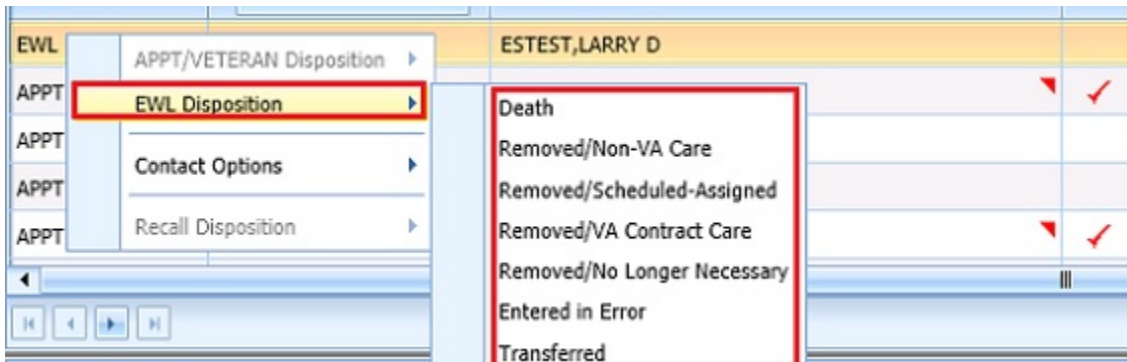 EWL
ESTEST,LARRY D
APPT/VETERAN Disposition
APPT
EWL Disposition
Death
APPT
Removed/Non-VA Care
Contact Options
APPT
Removed/Scheduled-Assigned
APPT
Recall Disposition
Removed/VA Contract Care
Removed/No Longer Necessary
Entered in Error
Transferred